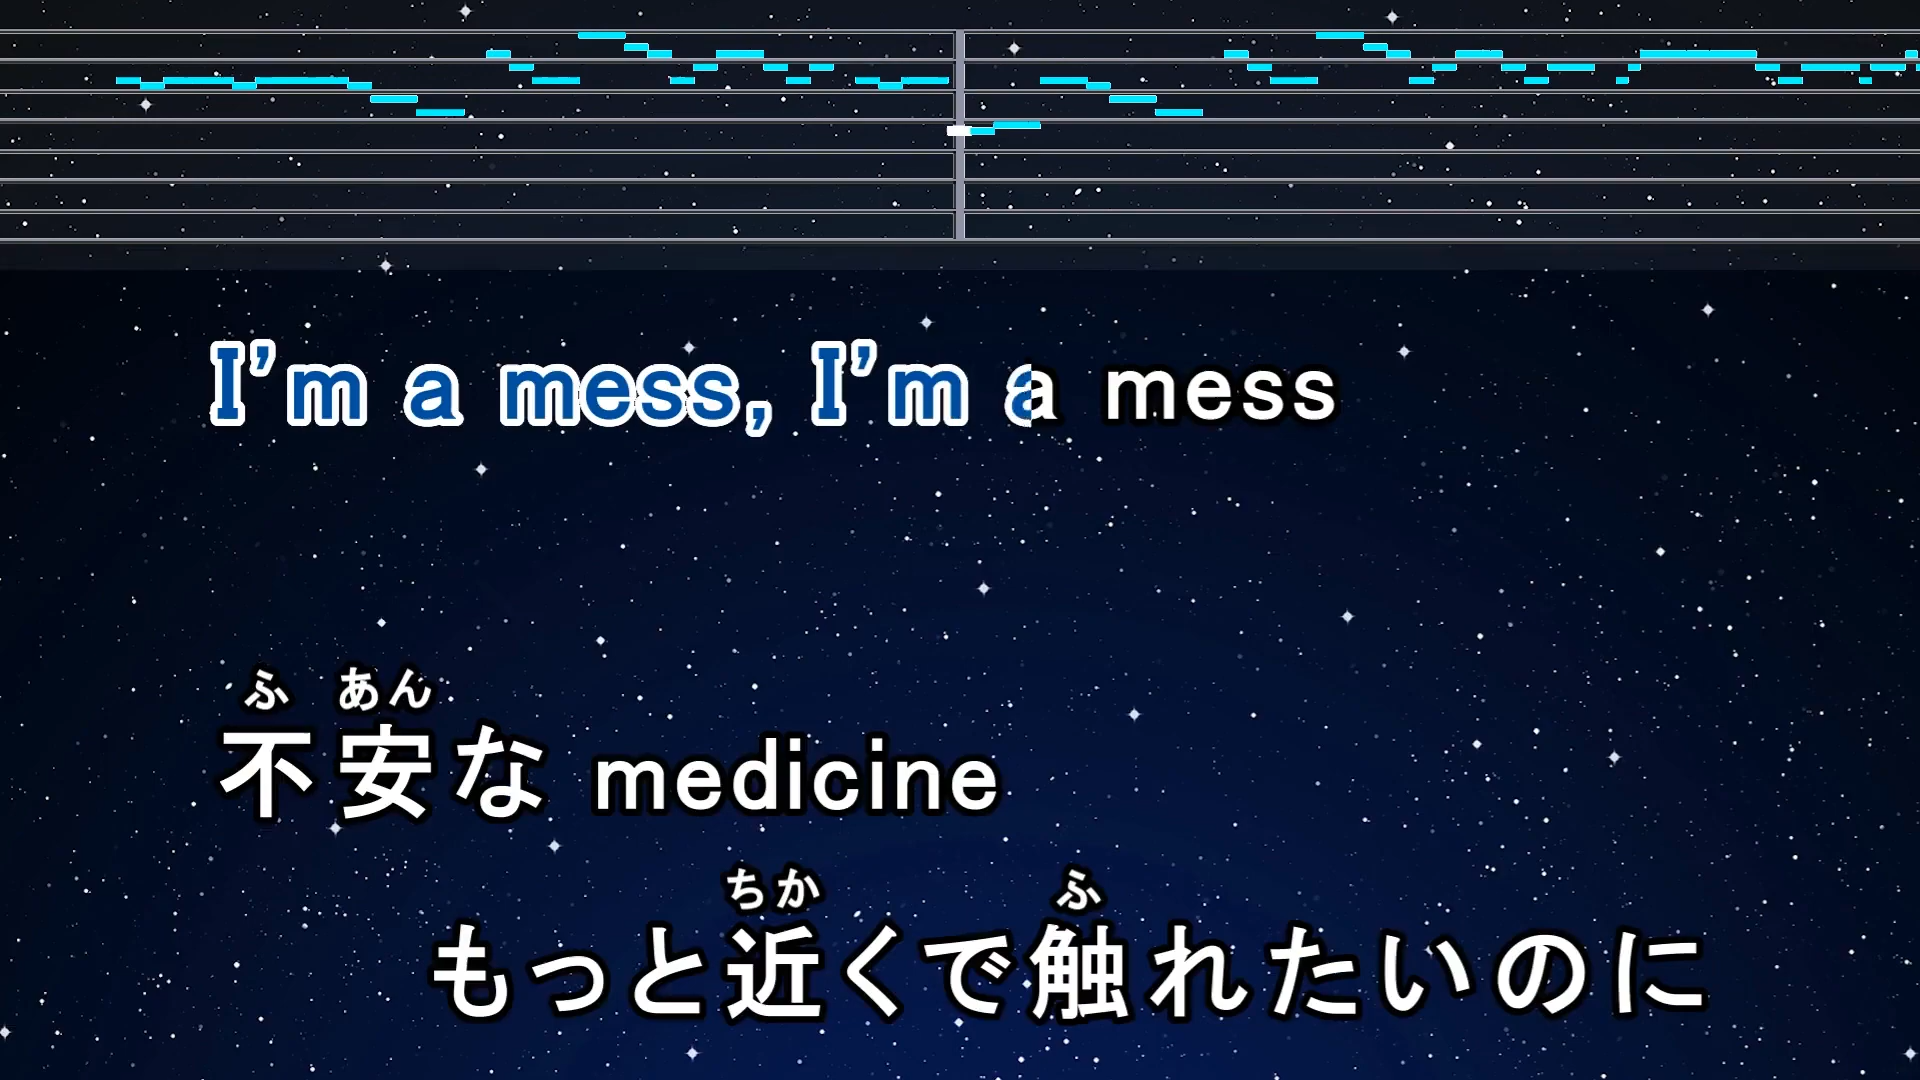 I'm a mess, I'm a mess
ふ あん
不安な medicine
ちか ふ
もっと近くで触れたいのに